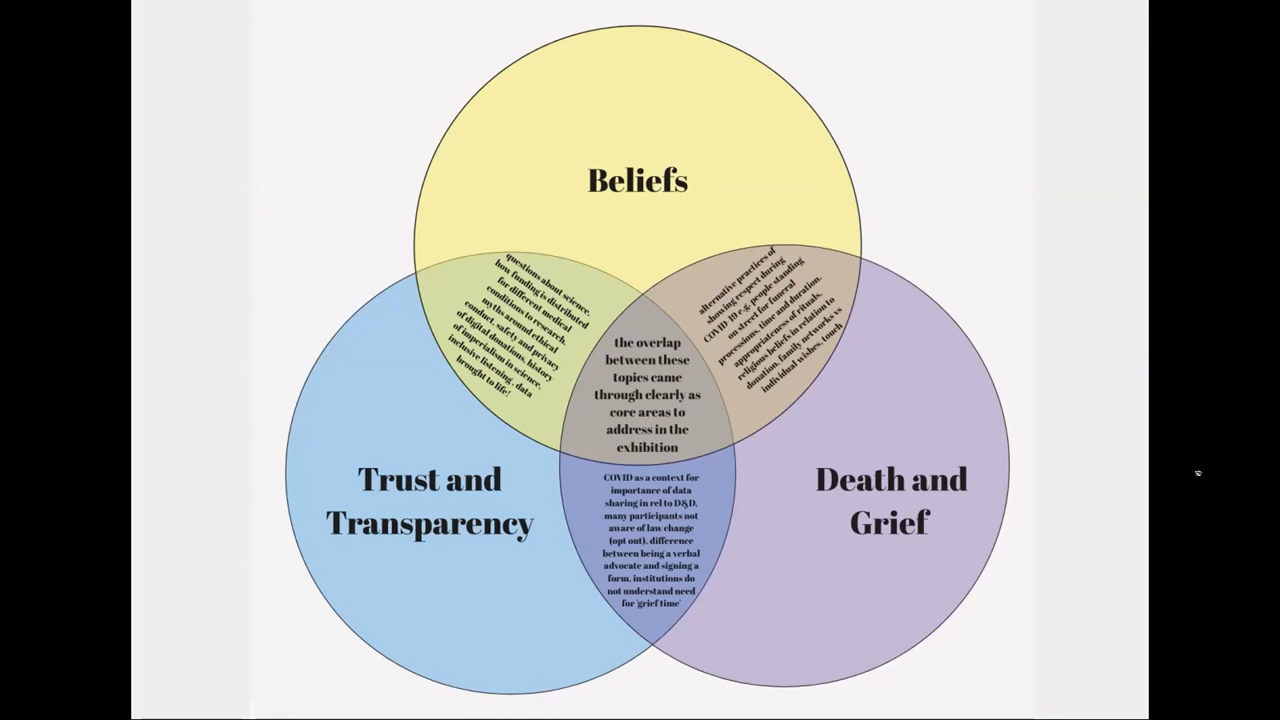 Beliefs
questions about science,
how funding is distributed
for different medical
conditions to research,
myths around ethical
conduct, safety and privacy
of digital donations, history
of imperialism in science,
inclusive listening , data
brought to life!
alternative practices of
showing respect during
COVID 19 e.g. people standing
on street for funeral
processions, time and duration,
appropriateness of rituals,
religious beliefs in relation to
donation, family networks vs
individual wishes, touch
the overlap
between these
topics came
through clearly as
core areas to
address in the
exhibition
Trust and
Transparency
COVID as a context for
importance of data
sharing in rel to D&D,
many participants not
aware of law change
(opt out), difference
between being a verbal
advocate and signing a
form, institutions do
not understand need
for 'grief time'
Death and
Grief